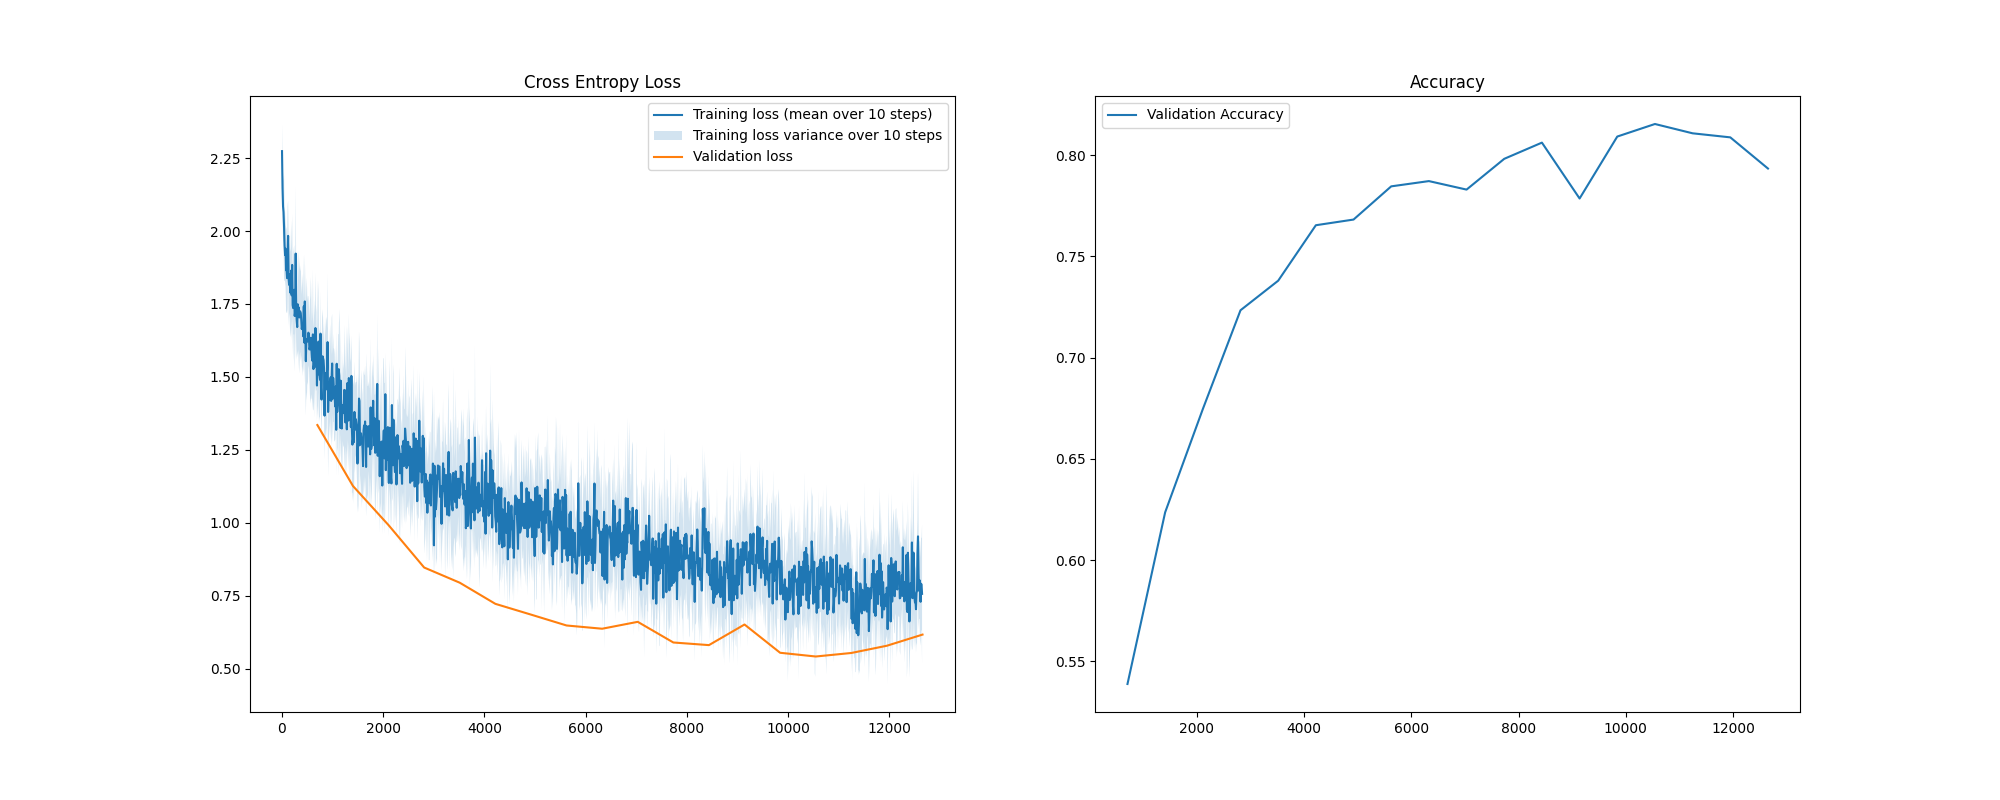 Cross Entropy Loss
Training loss (mean over 10 steps)
Training loss variance over 10 steps
Validation loss
2.25
2.00
1.75
1.50
1.25
1.00
0.75
0.50
0 2000 4000 6000 8000 10000 12000
Accuracy
Validation Accuracy
0.80
0.75
0.70
0.65
0.60
0.55
2000 4000 6000 8000 10000 12000